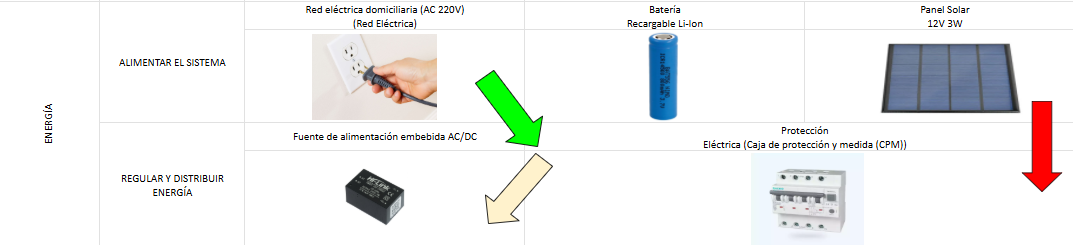 Red eléctrica domiciliaria (AC 220V)
(Red Eléctrica)
Batería
Recargable Li-Ion
Panel Solar
12V 3W
ENERGÍA
ALIMENTAR EL SISTEMA
Fuente de alimentación embebida AC/DC
Protección
Eléctrica (Caja de protección y medida (CPM))
REGULAR Y DISTRIBUIR
ENERGÍA